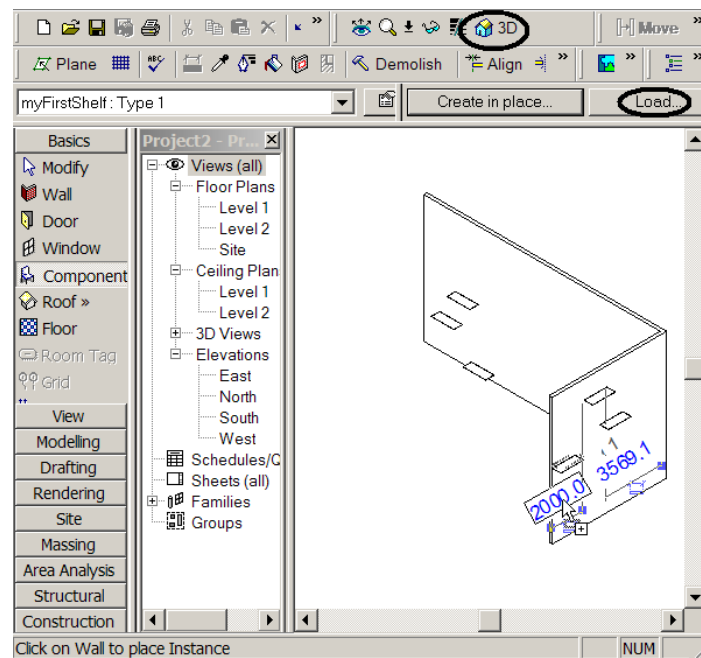 3D Move »
Plane ABC Demolish Align » » »
myFirstShelf : Type 1 Create in place... Load...
Basics
Modify
Wall
Door
Window
Component
Roof »
Floor
Room Tag
Grid
View
Modelling
Drafting
Rendering
Site
Massing
Area Analysis
Structural
Construction
Project2 - Pr...
Views (all)
Floor Plans
Level 1
Level 2
Site
Ceiling Plan
Level 1
Level 2
3D Views
Elevations
East
North
South
West
Schedules/Q
Sheets (all)
Families
Groups
3569.1
2000.0
Click on Wall to place Instance NUM